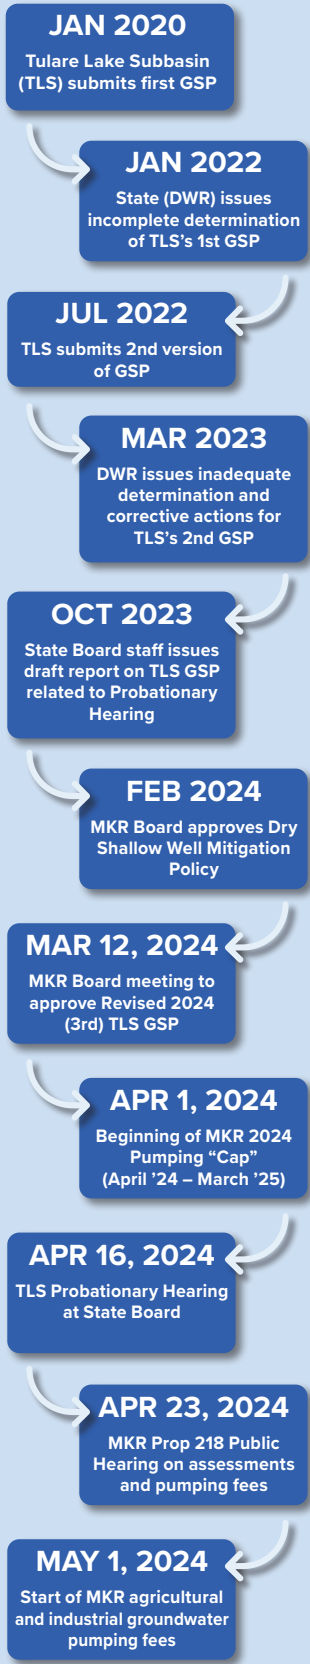 JAN 2020
Tulare Lake Subbasin
(TLS) submits first GSP
JAN 2022
State (DWR) issues
incomplete determination
of TLS’s 1st GSP
JUL 2022
TLS submits 2nd version
of GSP
MAR 2023
DWR issues inadequate
determination and
corrective actions for
TLS’s 2nd GSP
OCT 2023
State Board staff issues
draft report on TLS GSP
related to Probationary
Hearing
FEB 2024
MKR Board approves Dry
Shallow Well Mitigation
Policy
MAR 12, 2024
MKR Board meeting to
approve Revised 2024
(3rd) TLS GSP
APR 1, 2024
Beginning of MKR 2024
Pumping “Cap”
(April ’24 – March ’25)
APR 16, 2024
TLS Probationary Hearing
at State Board
APR 23, 2024
MKR Prop 218 Public
Hearing on assessments
and pumping fees
MAY 1, 2024
Start of MKR agricultural
and industrial groundwater
pumping fees